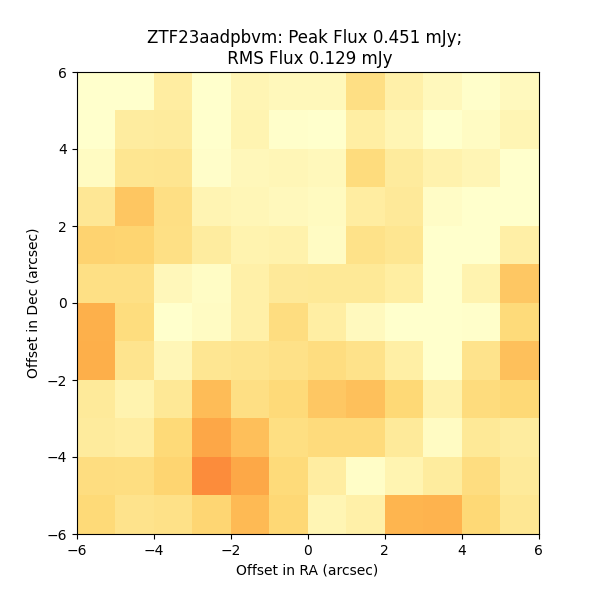 ZTF23aadpbvm: Peak Flux 0.451 mJy;
RMS Flux 0.129 mJy
6
4
2
0
−2
−4
−6
Offset in Dec (arcsec)
−6 −4 −2 0 2 4 6
Offset in RA (arcsec)